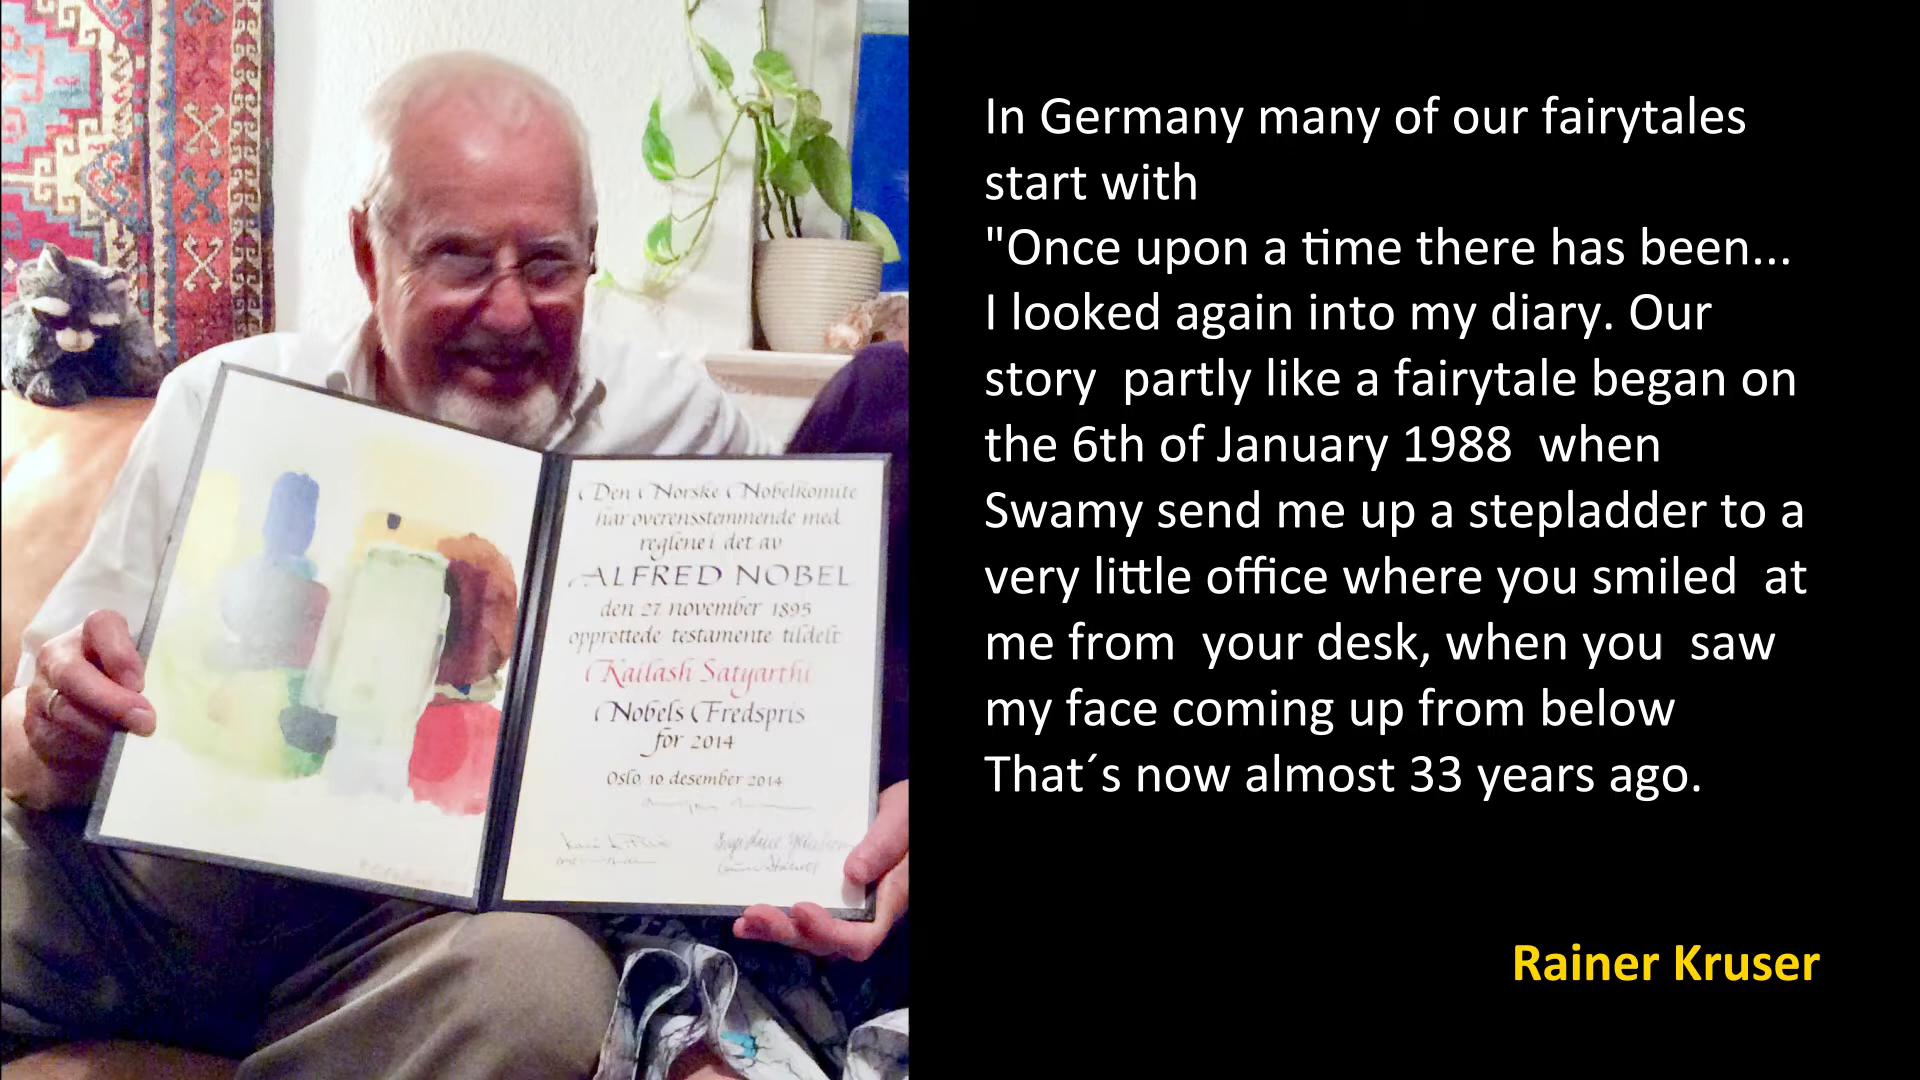 Den Norske Nobelkomite
har overensstemmende med
reglene i det av
ALFRED NOBEL
den 27 november 1895
opprettede testamente tildelt
Kailash Satyarthi
Nobels Fredspris
for 2014
Oslo, 10 desember 2014
In Germany many of our fairytales
start with
"Once upon a time there has been...
I looked again into my diary. Our
story  partly like a fairytale began on
the 6th of January 1988  when
Swamy send me up a stepladder to a
very little office where you smiled  at
me from  your desk, when you  saw
my face coming up from below
That´s now almost 33 years ago.
Rainer Kruser